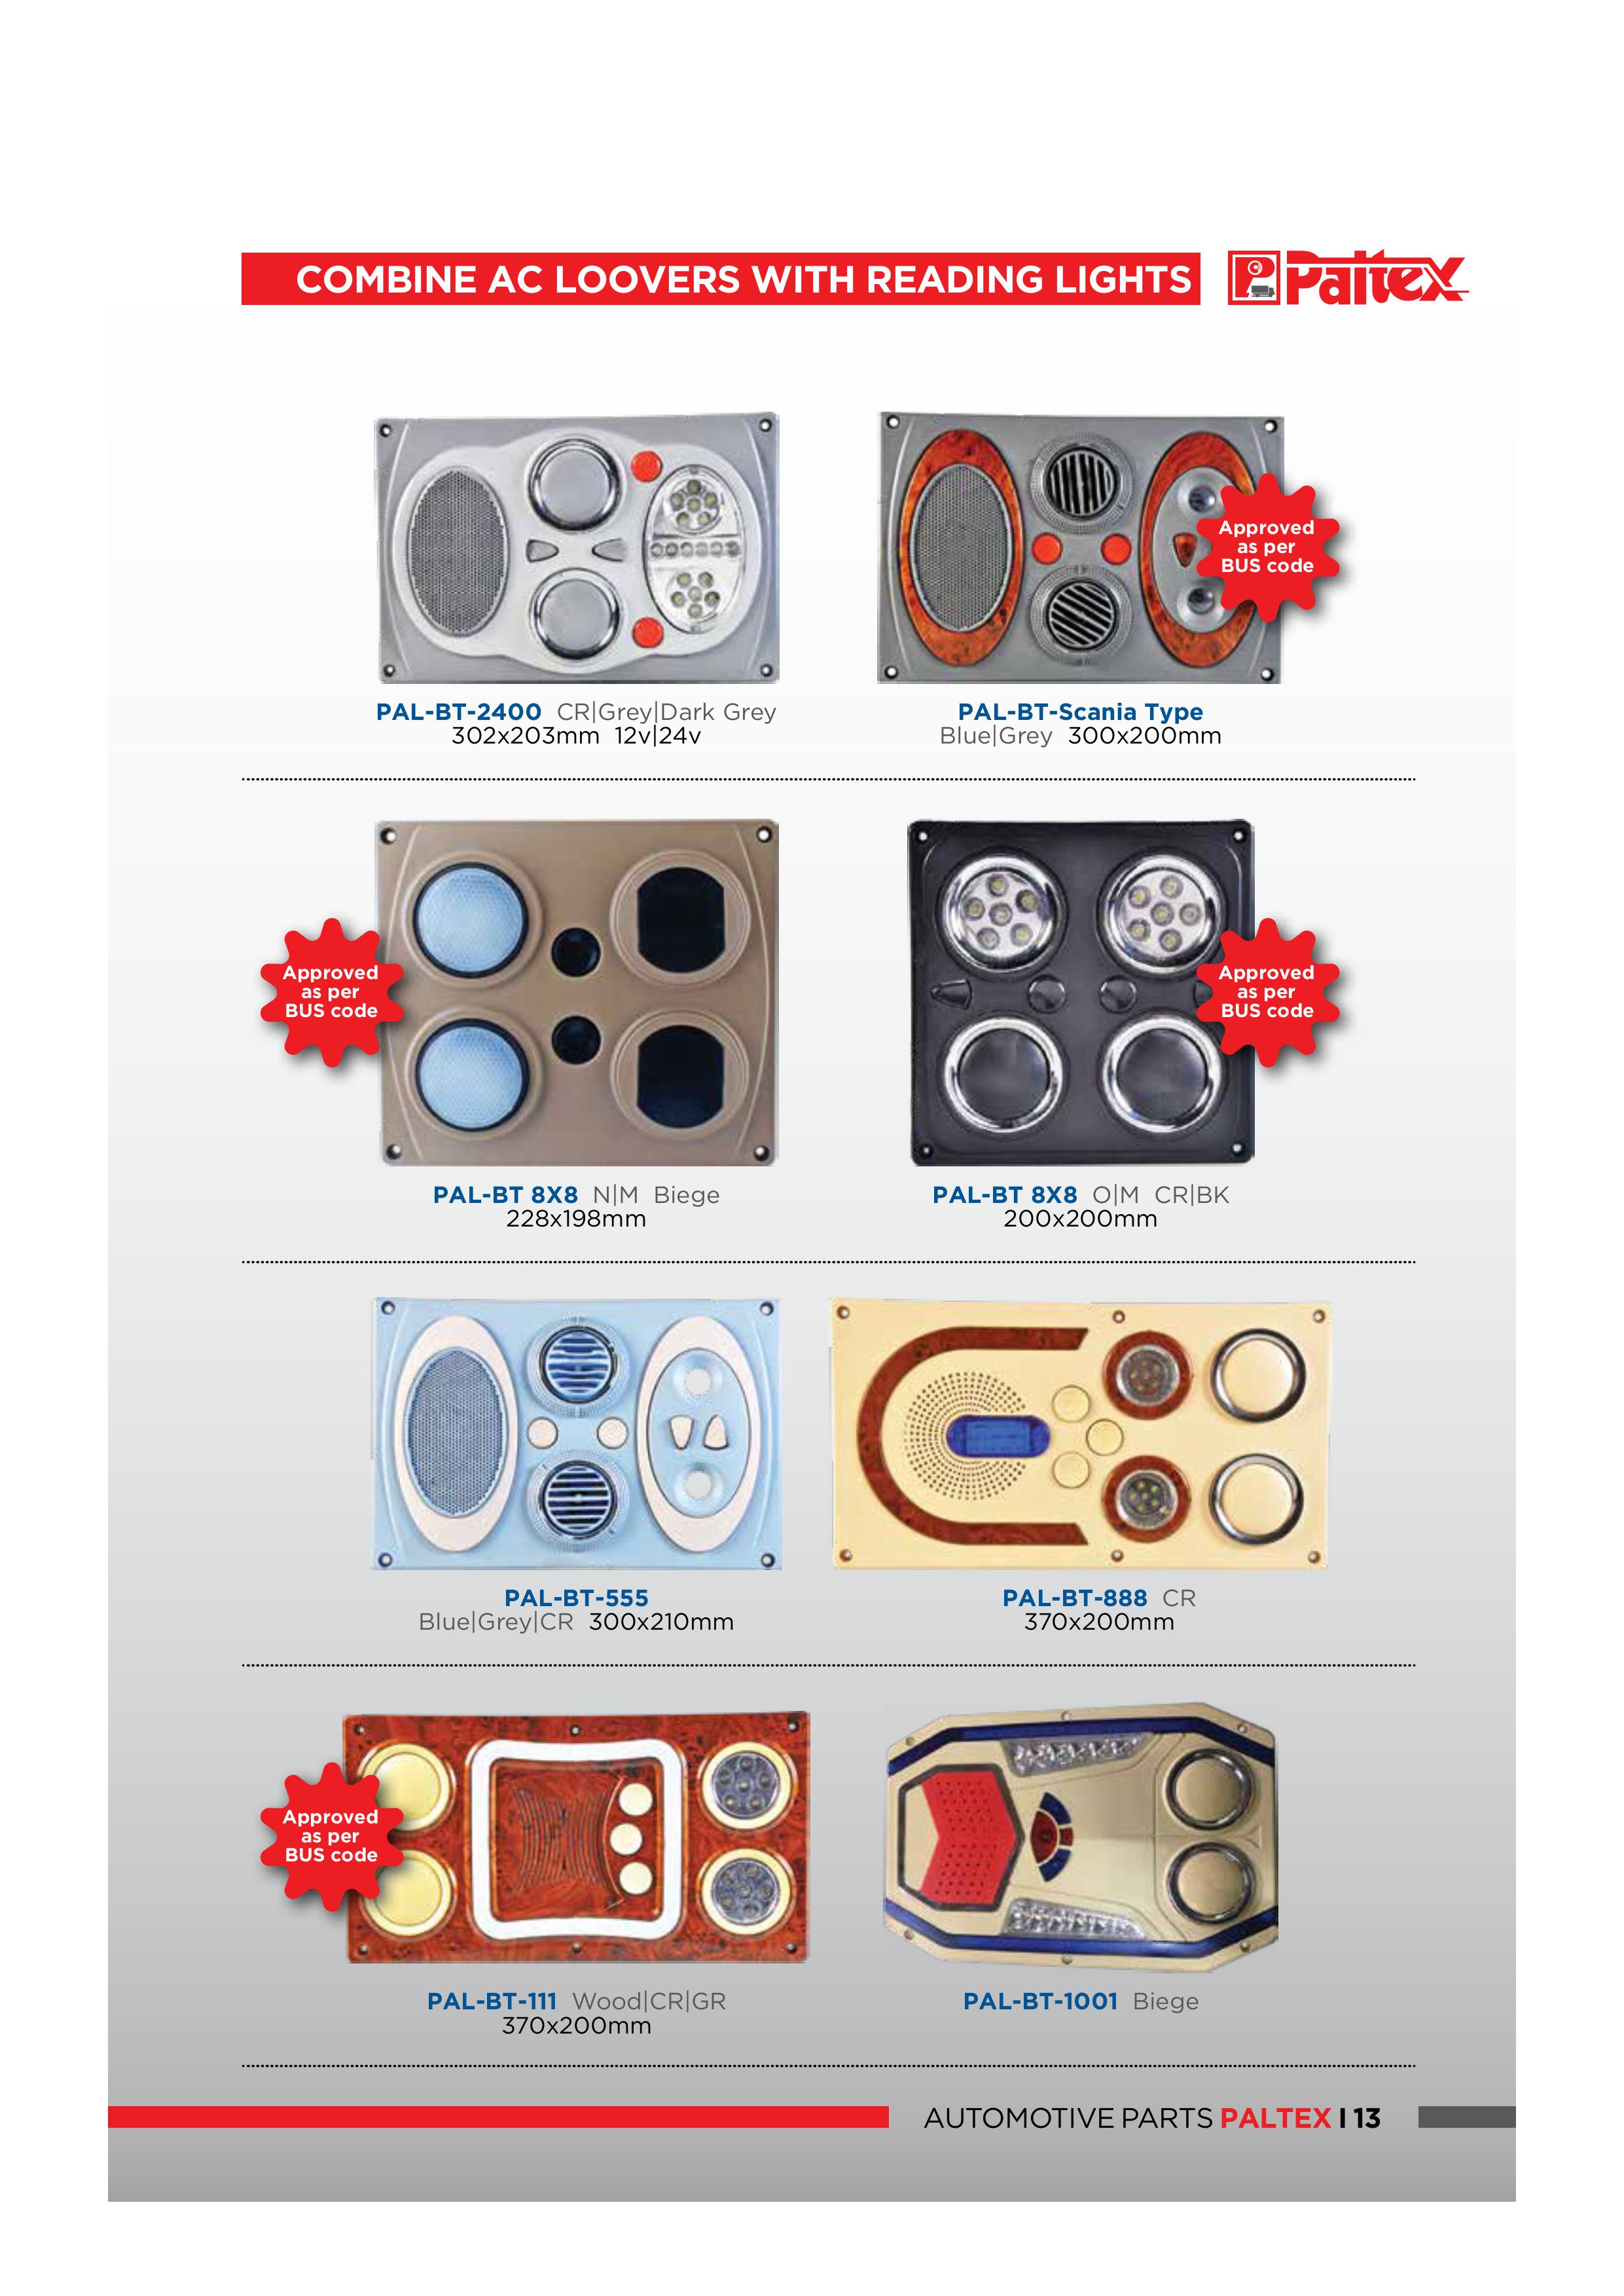 COMBINE AC LOOVERS WITH READING LIGHTS
Paltex
Approved
as per
BUS code
PAL-BT-2400 CR|Grey|Dark Grey
302x203mm 12v|24v
PAL-BT-Scania Type
Blue|Grey 300x200mm
Approved
as per
BUS code
Approved
as per
BUS code
PAL-BT 8X8 N|M Biege
228x198mm
PAL-BT 8X8 O|M CR|BK
200x200mm
PAL-BT-555
Blue|Grey|CR 300x210mm
PAL-BT-888 CR
370x200mm
Approved
as per
BUS code
PAL-BT-111 Wood|CR|GR
370x200mm
PAL-BT-1001 Biege
AUTOMOTIVE PARTS PALTEX I 13